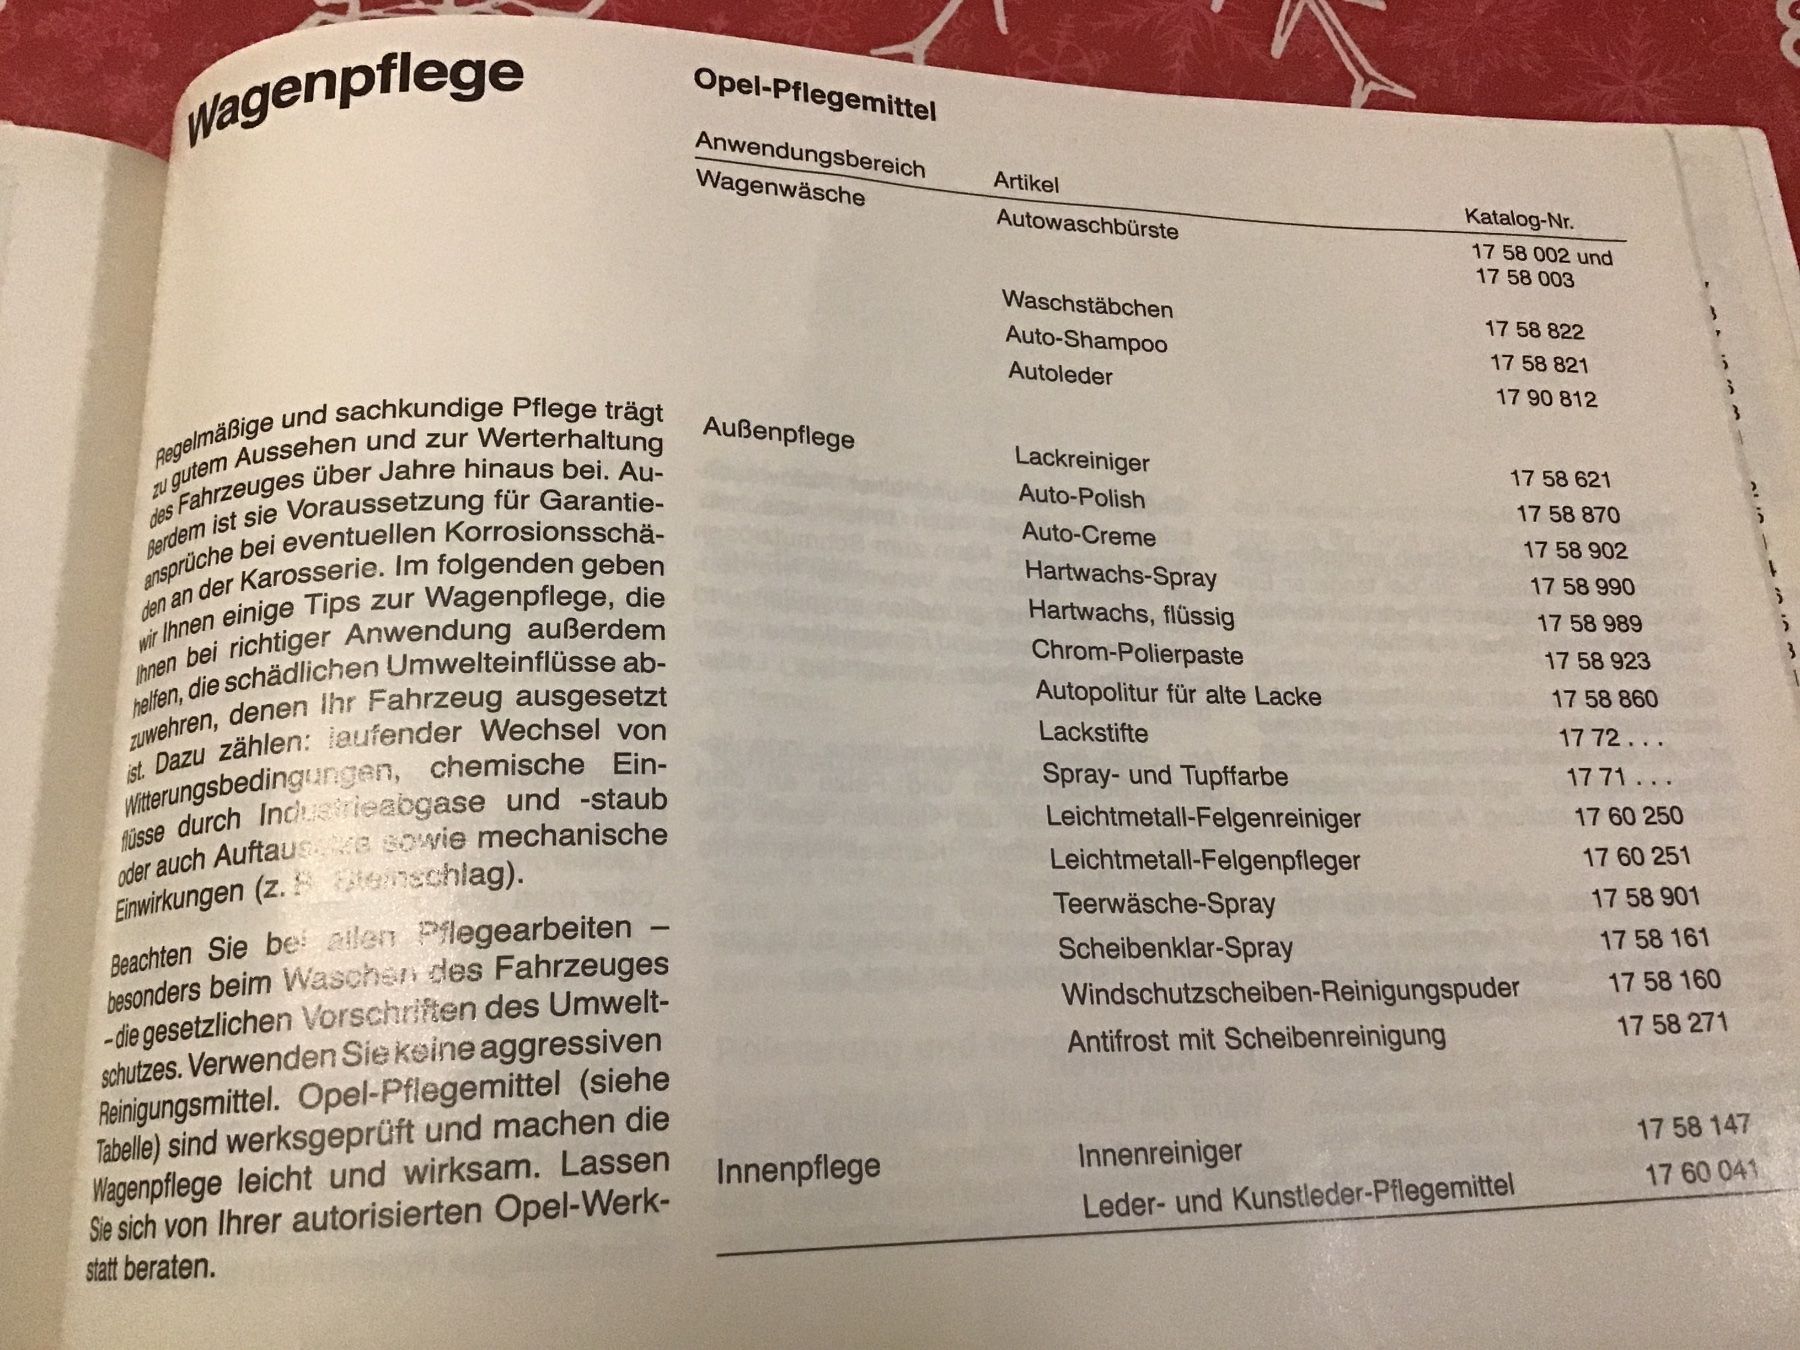 Wagenpflege
Regelmäßige und sachkundige Pflege trägt
zu gutem Aussehen und zur Werterhaltung
des Fahrzeuges über Jahre hinaus bei. Au-
ßerdem ist sie Voraussetzung für Garantie-
ansprüche bei eventuellen Korrosionsschä-
den an der Karosserie. Im folgenden geben
wir Ihnen einige Tips zur Wagenpflege, die
Ihnen bei richtiger Anwendung außerdem
helfen, die schädlichen Umwelteinflüsse ab-
zuwehren, denen Ihr Fahrzeug ausgesetzt
ist. Dazu zählen: laufender Wechsel von
Witterungsbedingungen, chemische Ein-
flüsse durch Industrieabgase und -staub
oder auch sowie mechanische
Einwirkungen (z. B. Steinschlag).
Beachten Sie bei allen Pflegearbeiten –
besonders beim Waschen des Fahrzeuges
– die gesetzlichen Vorschriften des Umwelt-
schutzes. Verwenden Sie keine aggressiven
Reinigungsmittel. Opel-Pflegemittel (siehe
Tabelle) sind werksgeprüft und machen die
Wagenpflege leicht und wirksam. Lassen
Sie sich von Ihrer autorisierten Opel-Werk-
statt beraten.
Opel-Pflegemittel
Anwendungsbereich Artikel Katalog-Nr.
Wagenwäsche Autowaschbürste 17 58 002 und
17 58 003
Waschstäbchen 17 58 822
Auto-Shampoo 17 58 821
Autoleder 17 90 812
Außenpflege Lackreiniger 17 58 621
Auto-Polish 17 58 870
Auto-Creme 17 58 902
Hartwachs-Spray 17 58 990
Hartwachs, flüssig 17 58 989
Chrom-Polierpaste 17 58 923
Autopolitur für alte Lacke 17 58 860
Lackstifte 17 72 . . .
Spray- und Tupffarbe 17 71 . . .
Leichtmetall-Felgenreiniger 17 60 250
Leichtmetall-Felgenpfleger 17 60 251
Teerwäsche-Spray 17 58 901
Scheibenklar-Spray 17 58 161
Windschutzscheiben-Reinigungspuder 17 58 160
Antifrost mit Scheibenreinigung 17 58 271
Innenpflege Innenreiniger 17 58 147
Leder- und Kunstleder-Pflegemittel 17 60 041